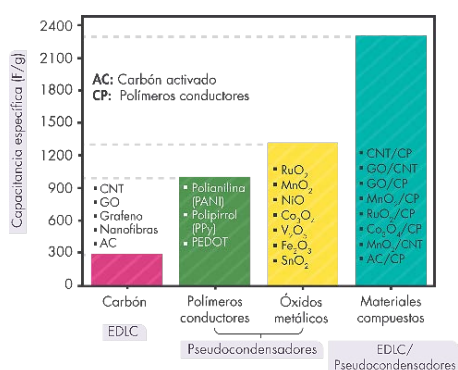 Capacitancia específica (F/g)
2400
2100
1800
1500
1200
900
600
300
0
AC: Carbón activado
CP: Polímeros conductores
▪ CNT
▪ GO
▪ Grafeno
▪ Nanofibras
▪ AC
▪ Polianilina
(PANI)
▪ Polipirrol
(PPy)
▪ PEDOT
▪ RuO₂
▪ MnO₂
▪ NiO
▪ Co₃O₄
▪ V₂O₅
▪ Fe₂O₃
▪ SnO₂
▪ CNT/CP
▪ GO/CNT
▪ GO/CP
▪ MnO₂/CP
▪ RuO₂/CP
▪ Co₃O₄/CP
▪ MnO₂/CNT
▪ AC/CP
Carbón
Polímeros
conductores
Óxidos
metálicos
Materiales
compuestos
EDLC
Pseudocondensadores
EDLC/
Pseudocondensadores